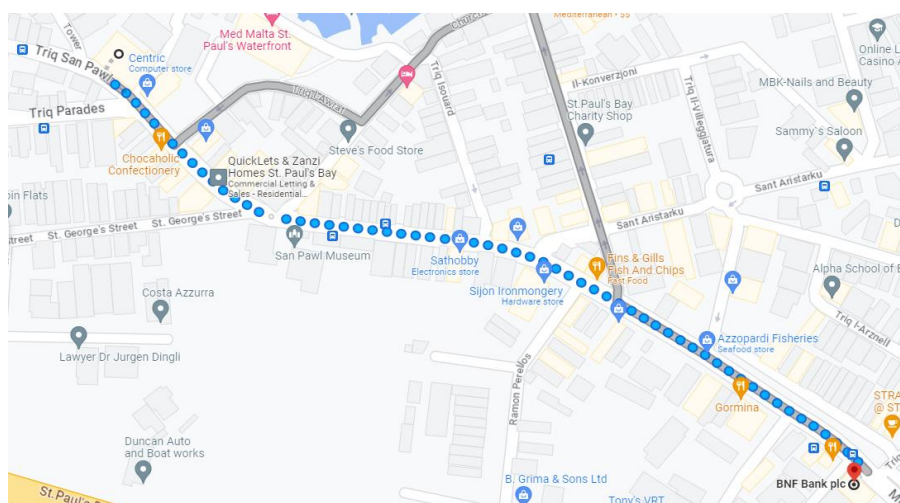 Mediterranean - $$
Med Malta St.
Paul's Waterfront
Tower
Triq San Pawl
Centric
Computer store
Triq Parades
Triq Isouard
Il-Konverzjoni
Triq Il-Villeġġjatura
Online L
Casino A
MBK-Nails and Beauty
St.Paul's Bay
Charity Shop
Sammy`s Saloon
Steve's Food Store
Chocaholic
Confectionery
QuickLets & Zanzi
Homes St. Paul's Bay
Commercial Letting &
Sales - Residential...
Sant Aristarku
Sant Aristarku
pin Flats
St. George's Street
St. George's Street
San Pawl Museum
Sathobby
Electronics store
Fins & Gills
Fish And Chips
Fast Food
Alpha School of E
Sijon Ironmongery
Hardware store
Costa Azzurra
Triq l-Arznell
Lawyer Dr Jurgen Dingli
Azzopardi Fisheries
Seafood store
Ramon Perellos
Gormina
STRA
@ ST
Duncan Auto
and Boat works
B. Grima & Sons Ltd
BNF Bank plc
St.Paul's
Tony's VRT